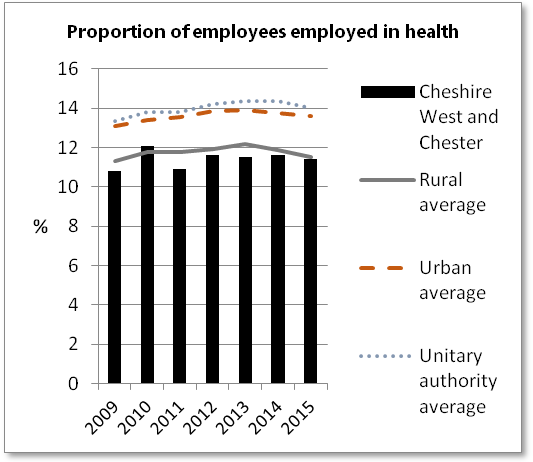 Proportion of employees employed in health
16
14
12
10
8
6
4
2
0
%
2009
2010
2011
2012
2013
2014
2015
Cheshire
West and
Chester
Rural
average
Urban
average
Unitary
authority
average